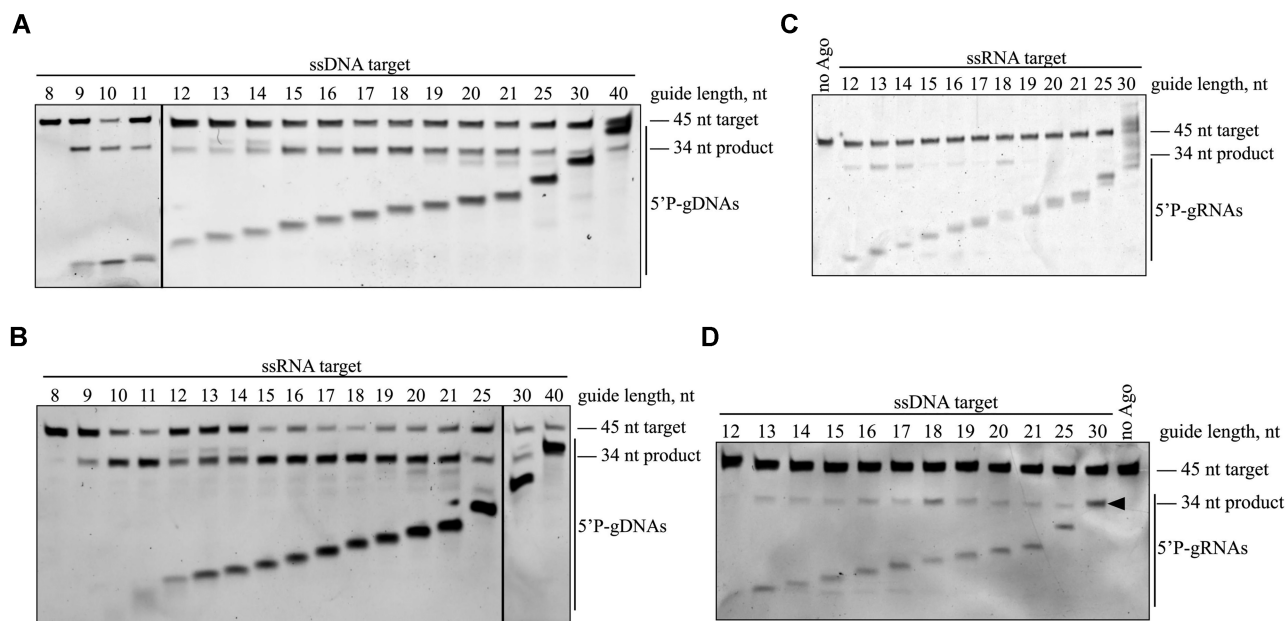 A
ssDNA target
8 9 10 11 12 13 14 15 16 17 18 19 20 21 25 30 40 guide length, nt
45 nt target
34 nt product
5'P-gDNAs
C
no Ago
ssRNA target
12 13 14 15 16 17 18 19 20 21 25 30 guide length, nt
45 nt target
34 nt product
5'P-gRNAs
B
ssRNA target
8 9 10 11 12 13 14 15 16 17 18 19 20 21 25 30 40 guide length, nt
45 nt target
34 nt product
5'P-gDNAs
D
ssDNA target
no Ago
12 13 14 15 16 17 18 19 20 21 25 30 guide length, nt
45 nt target
34 nt product
5'P-gRNAs